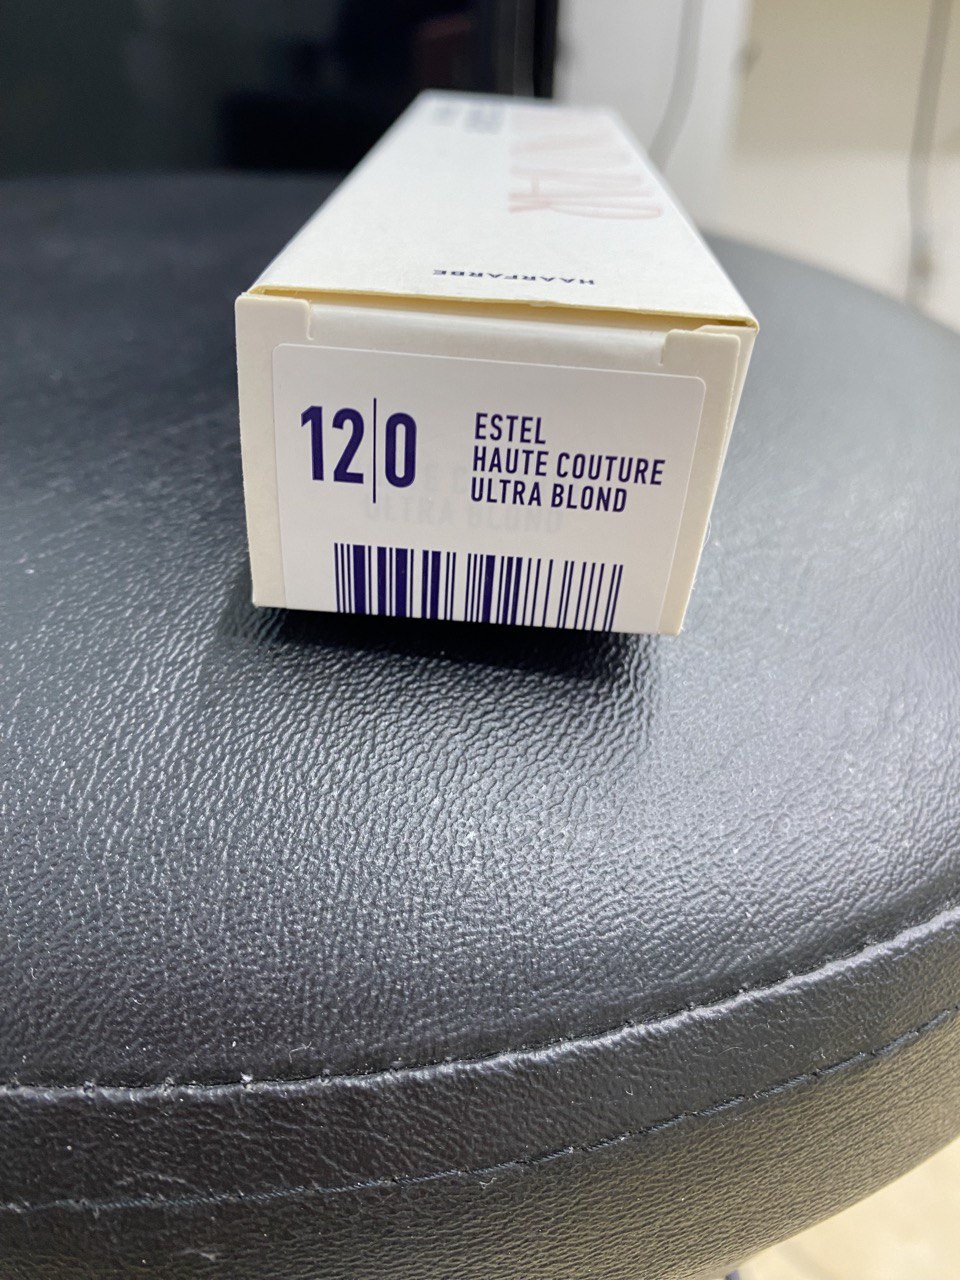 HAARFARBE
12|0
ESTEL
HAUTE COUTURE
ULTRA BLOND